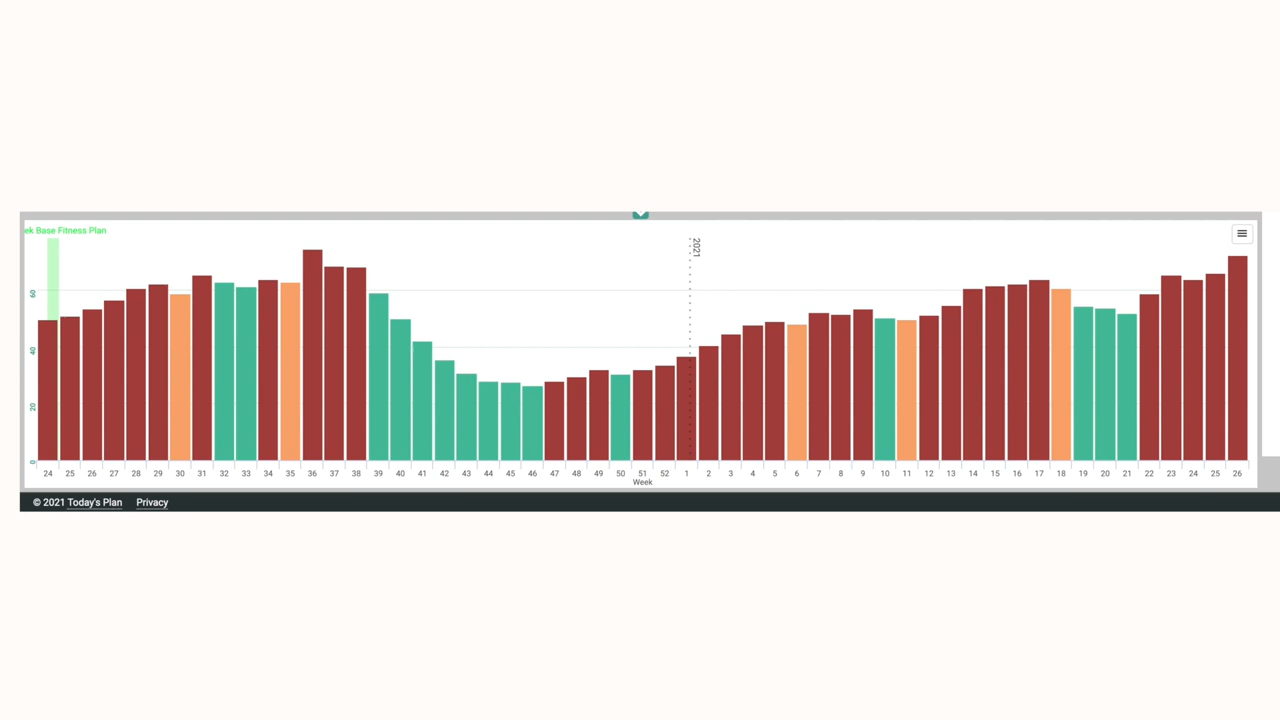 ek Base Fitness Plan
2021
60
40
20
0
24 25 26 27 28 29 30 31 32 33 34 35 36 37 38 39 40 41 42 43 44 45 46 47 48 49 50 51 52 1 2 3 4 5 6 7 8 9 10 11 12 13 14 15 16 17 18 19 20 21 22 23 24 25 26
Week
© 2021 Today's Plan Privacy